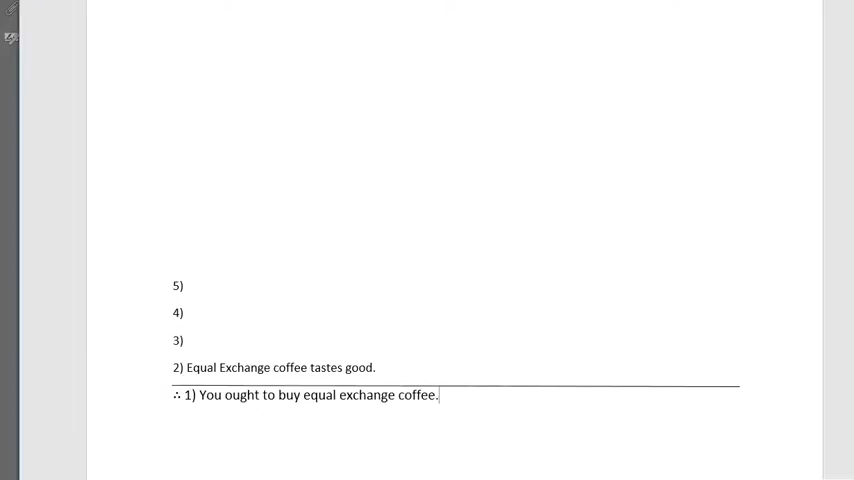 5)
4)
3)
2) Equal Exchange coffee tastes good.
∴ 1) You ought to buy equal exchange coffee.